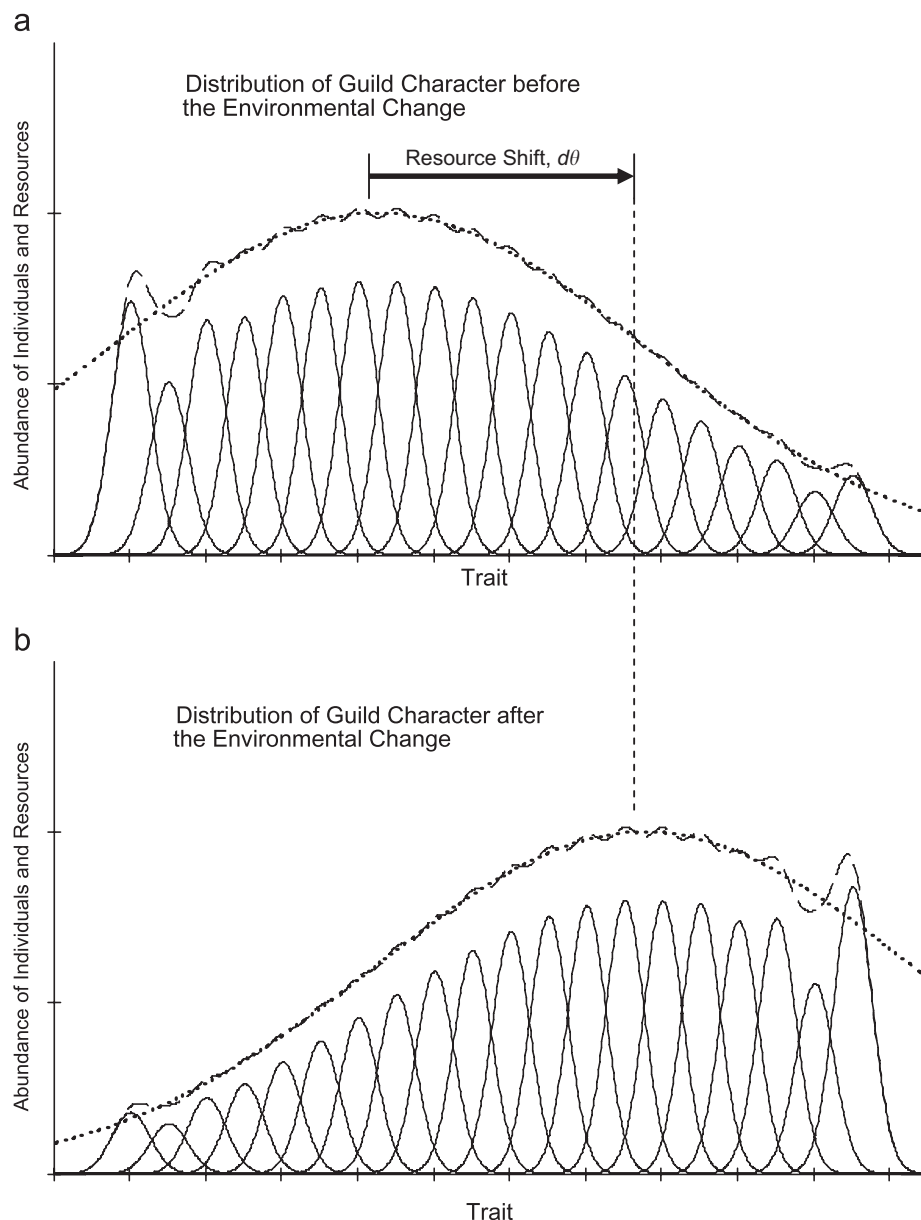 a
Distribution of Guild Character before
the Environmental Change
Resource Shift, dθ
Abundance of Individuals and Resources
Trait
b
Distribution of Guild Character after
the Environmental Change
Abundance of Individuals and Resources
Trait